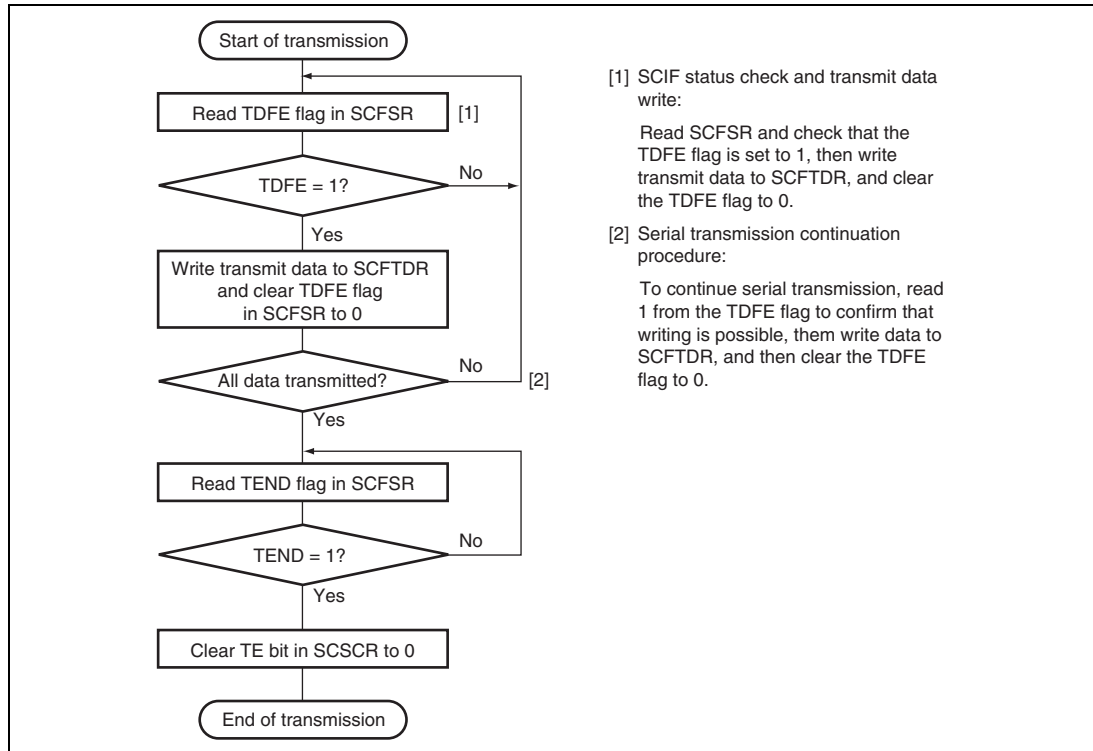 Start of transmission
Read TDFE flag in SCFSR
[1]
TDFE = 1?
No
Yes
Write transmit data to SCFTDR
and clear TDFE flag
in SCFSR to 0
All data transmitted?
No
[2]
Yes
Read TEND flag in SCFSR
TEND = 1?
No
Yes
Clear TE bit in SCSCR to 0
End of transmission
[1] SCIF status check and transmit data
write:
Read SCFSR and check that the
TDFE flag is set to 1, then write
transmit data to SCFTDR, and clear
the TDFE flag to 0.
[2] Serial transmission continuation
procedure:
To continue serial transmission, read
1 from the TDFE flag to confirm that
writing is possible, them write data to
SCFTDR, and then clear the TDFE
flag to 0.